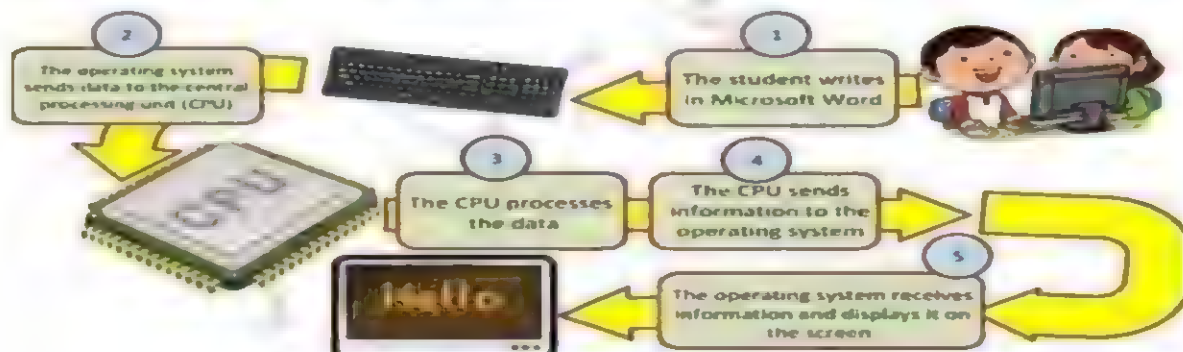 1
The student writes
in Microsoft Word
2
The operating system
sends data to the central
processing unit (CPU)
CPU
3
The CPU processes
the data
4
The CPU sends
information to the
operating system
5
The operating system receives
information and displays it on
the screen
Hello